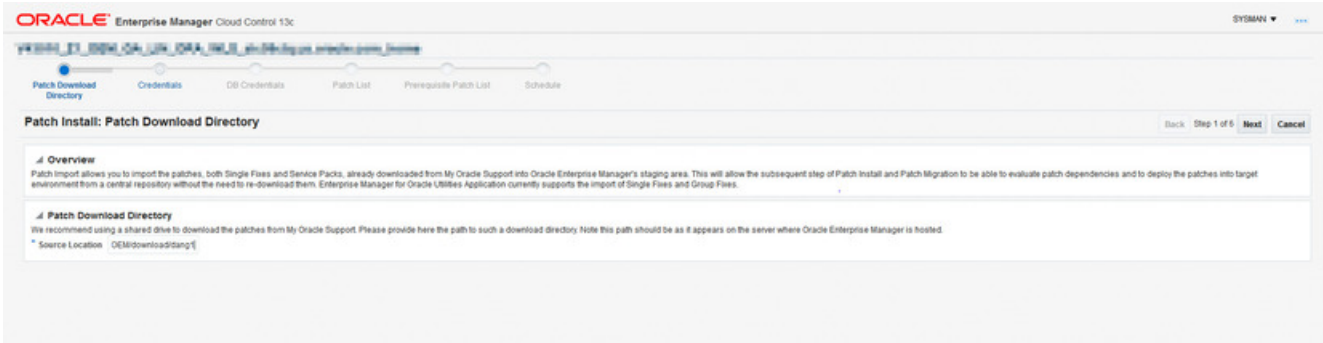 ORACLE Enterprise Manager Cloud Control 13c
SYSMAN
Patch Download Directory
Credentials
DB Credentials
Patch List
Prerequisite Patch List
Schedule
Patch Install: Patch Download Directory
Back Step 1 of 6 Next Cancel
Overview
Patch Import allows you to import the patches, both Single Fixes and Service Packs, already downloaded from My Oracle Support into Oracle Enterprise Manager's staging area. This will allow the subsequent step of Patch Install and Patch Migration to be able to evaluate patch dependencies and to deploy the patches into target
environment from a central repository without the need to re-download them. Enterprise Manager for Oracle Utilities Application currently supports the import of Single Fixes and Group Fixes.
Patch Download Directory
We recommend using a shared drive to download the patches from My Oracle Support. Please provide here the path to such a download directory. Note this path should be as it appears on the server where Oracle Enterprise Manager is hosted.
* Source Location OEM/download/dang1